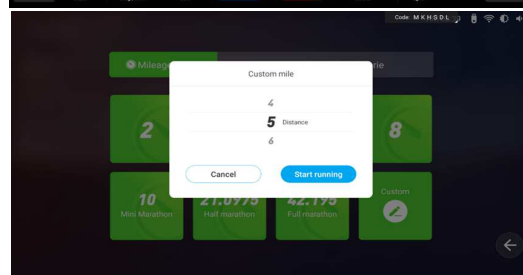 Code: M K H S D L
Mileage
rie
Custom mile
4
5 Distance
6
2
8
Cancel
Start running
10
21.0975
42.195
Custom
Mini Marathon
Half marathon
Full marathon